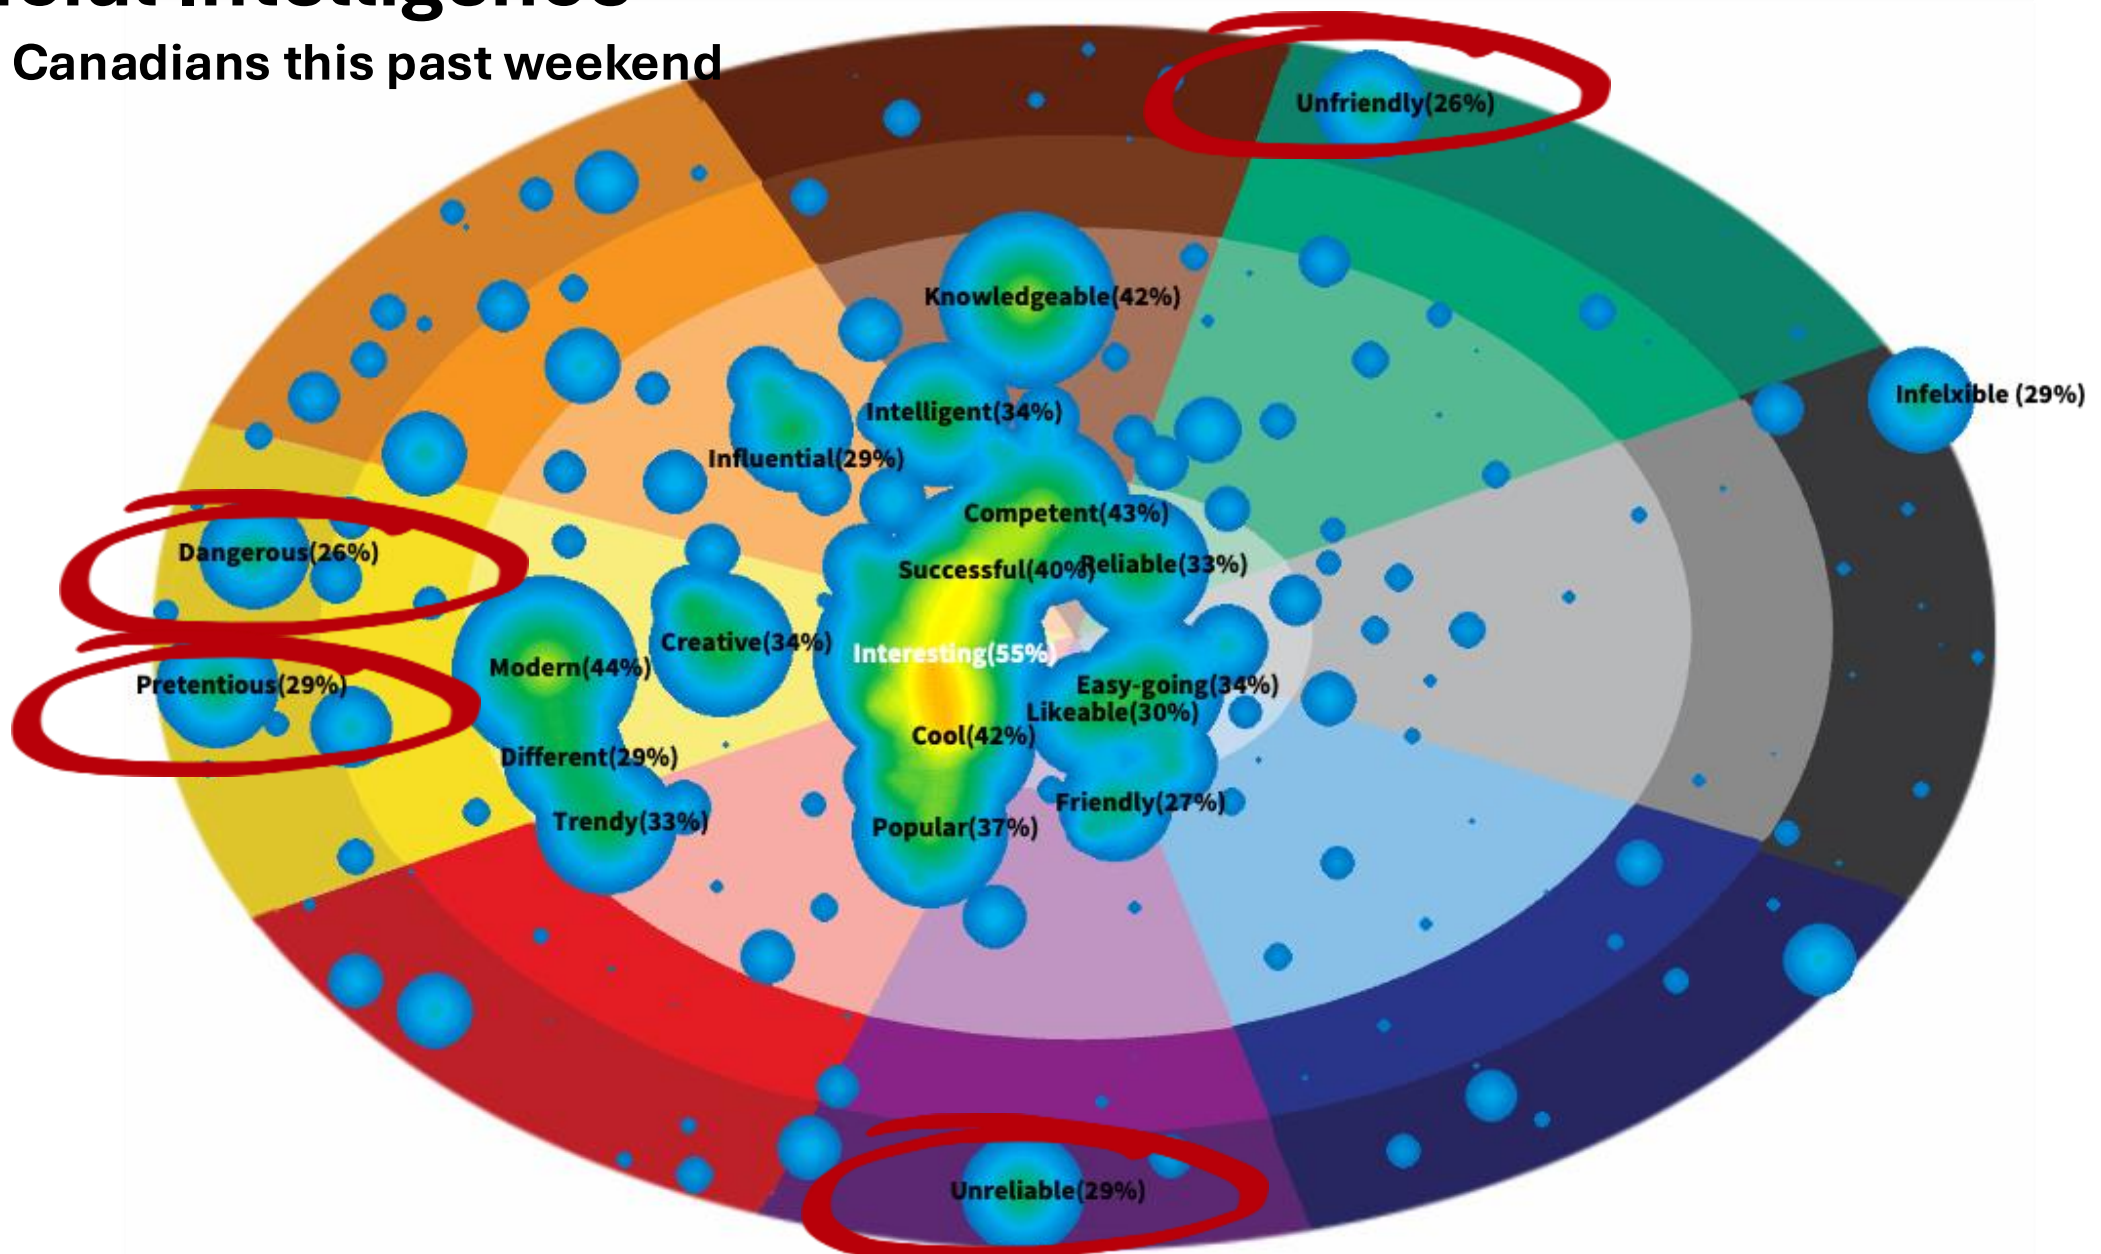 Canadians this past weekend
Unfriendly(26%)
Knowledgeable(42%)
Infelxible (29%)
Intelligent(34%)
Influential(29%)
Competent(43%)
Dangerous(26%)
Successful(40%)
Reliable(33%)
Creative(34%)
Interesting(55%)
Modern(44%)
Pretentious(29%)
Easy-going(34%)
Likeable(30%)
Cool(42%)
Different(29%)
Friendly(27%)
Trendy(33%)
Popular(37%)
Unreliable(29%)